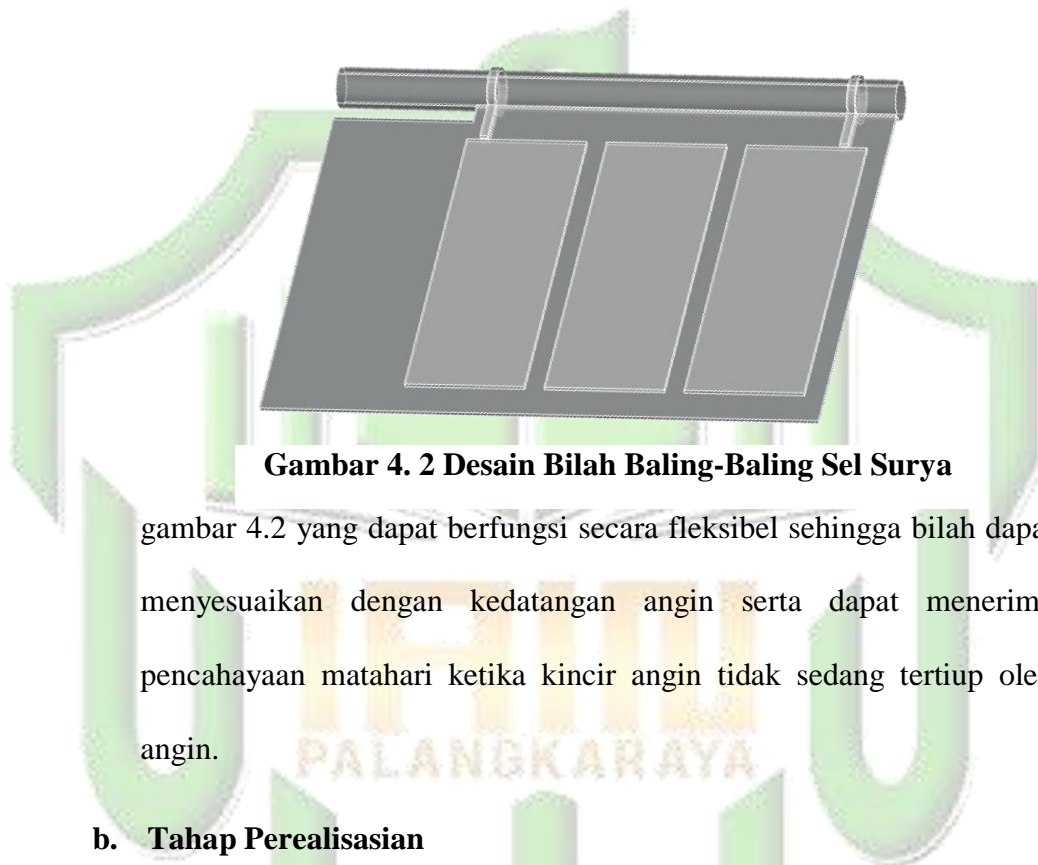 Gambar 4. 2 Desain Bilah Baling-Baling Sel Surya
gambar 4.2 yang dapat berfungsi secara fleksibel sehingga bilah dapa
menyesuaikan dengan kedatangan angin serta dapat menerim
pencahayaan matahari ketika kincir angin tidak sedang tertiup ole
angin.
PALANGKARAYA
b. Tahap Perealisasian